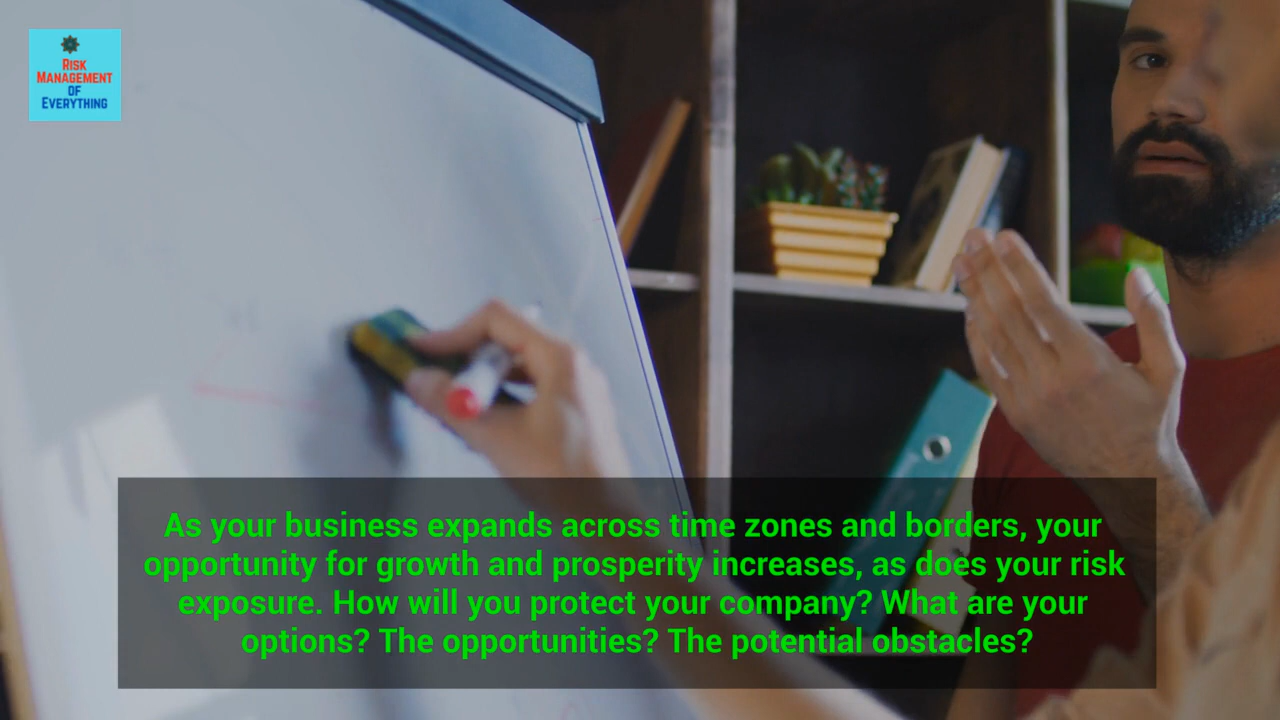 Risk
Management
of
Everything
As your business expands across time zones and borders, your
opportunity for growth and prosperity increases, as does your risk
exposure. How will you protect your company? What are your
options? The opportunities? The potential obstacles?